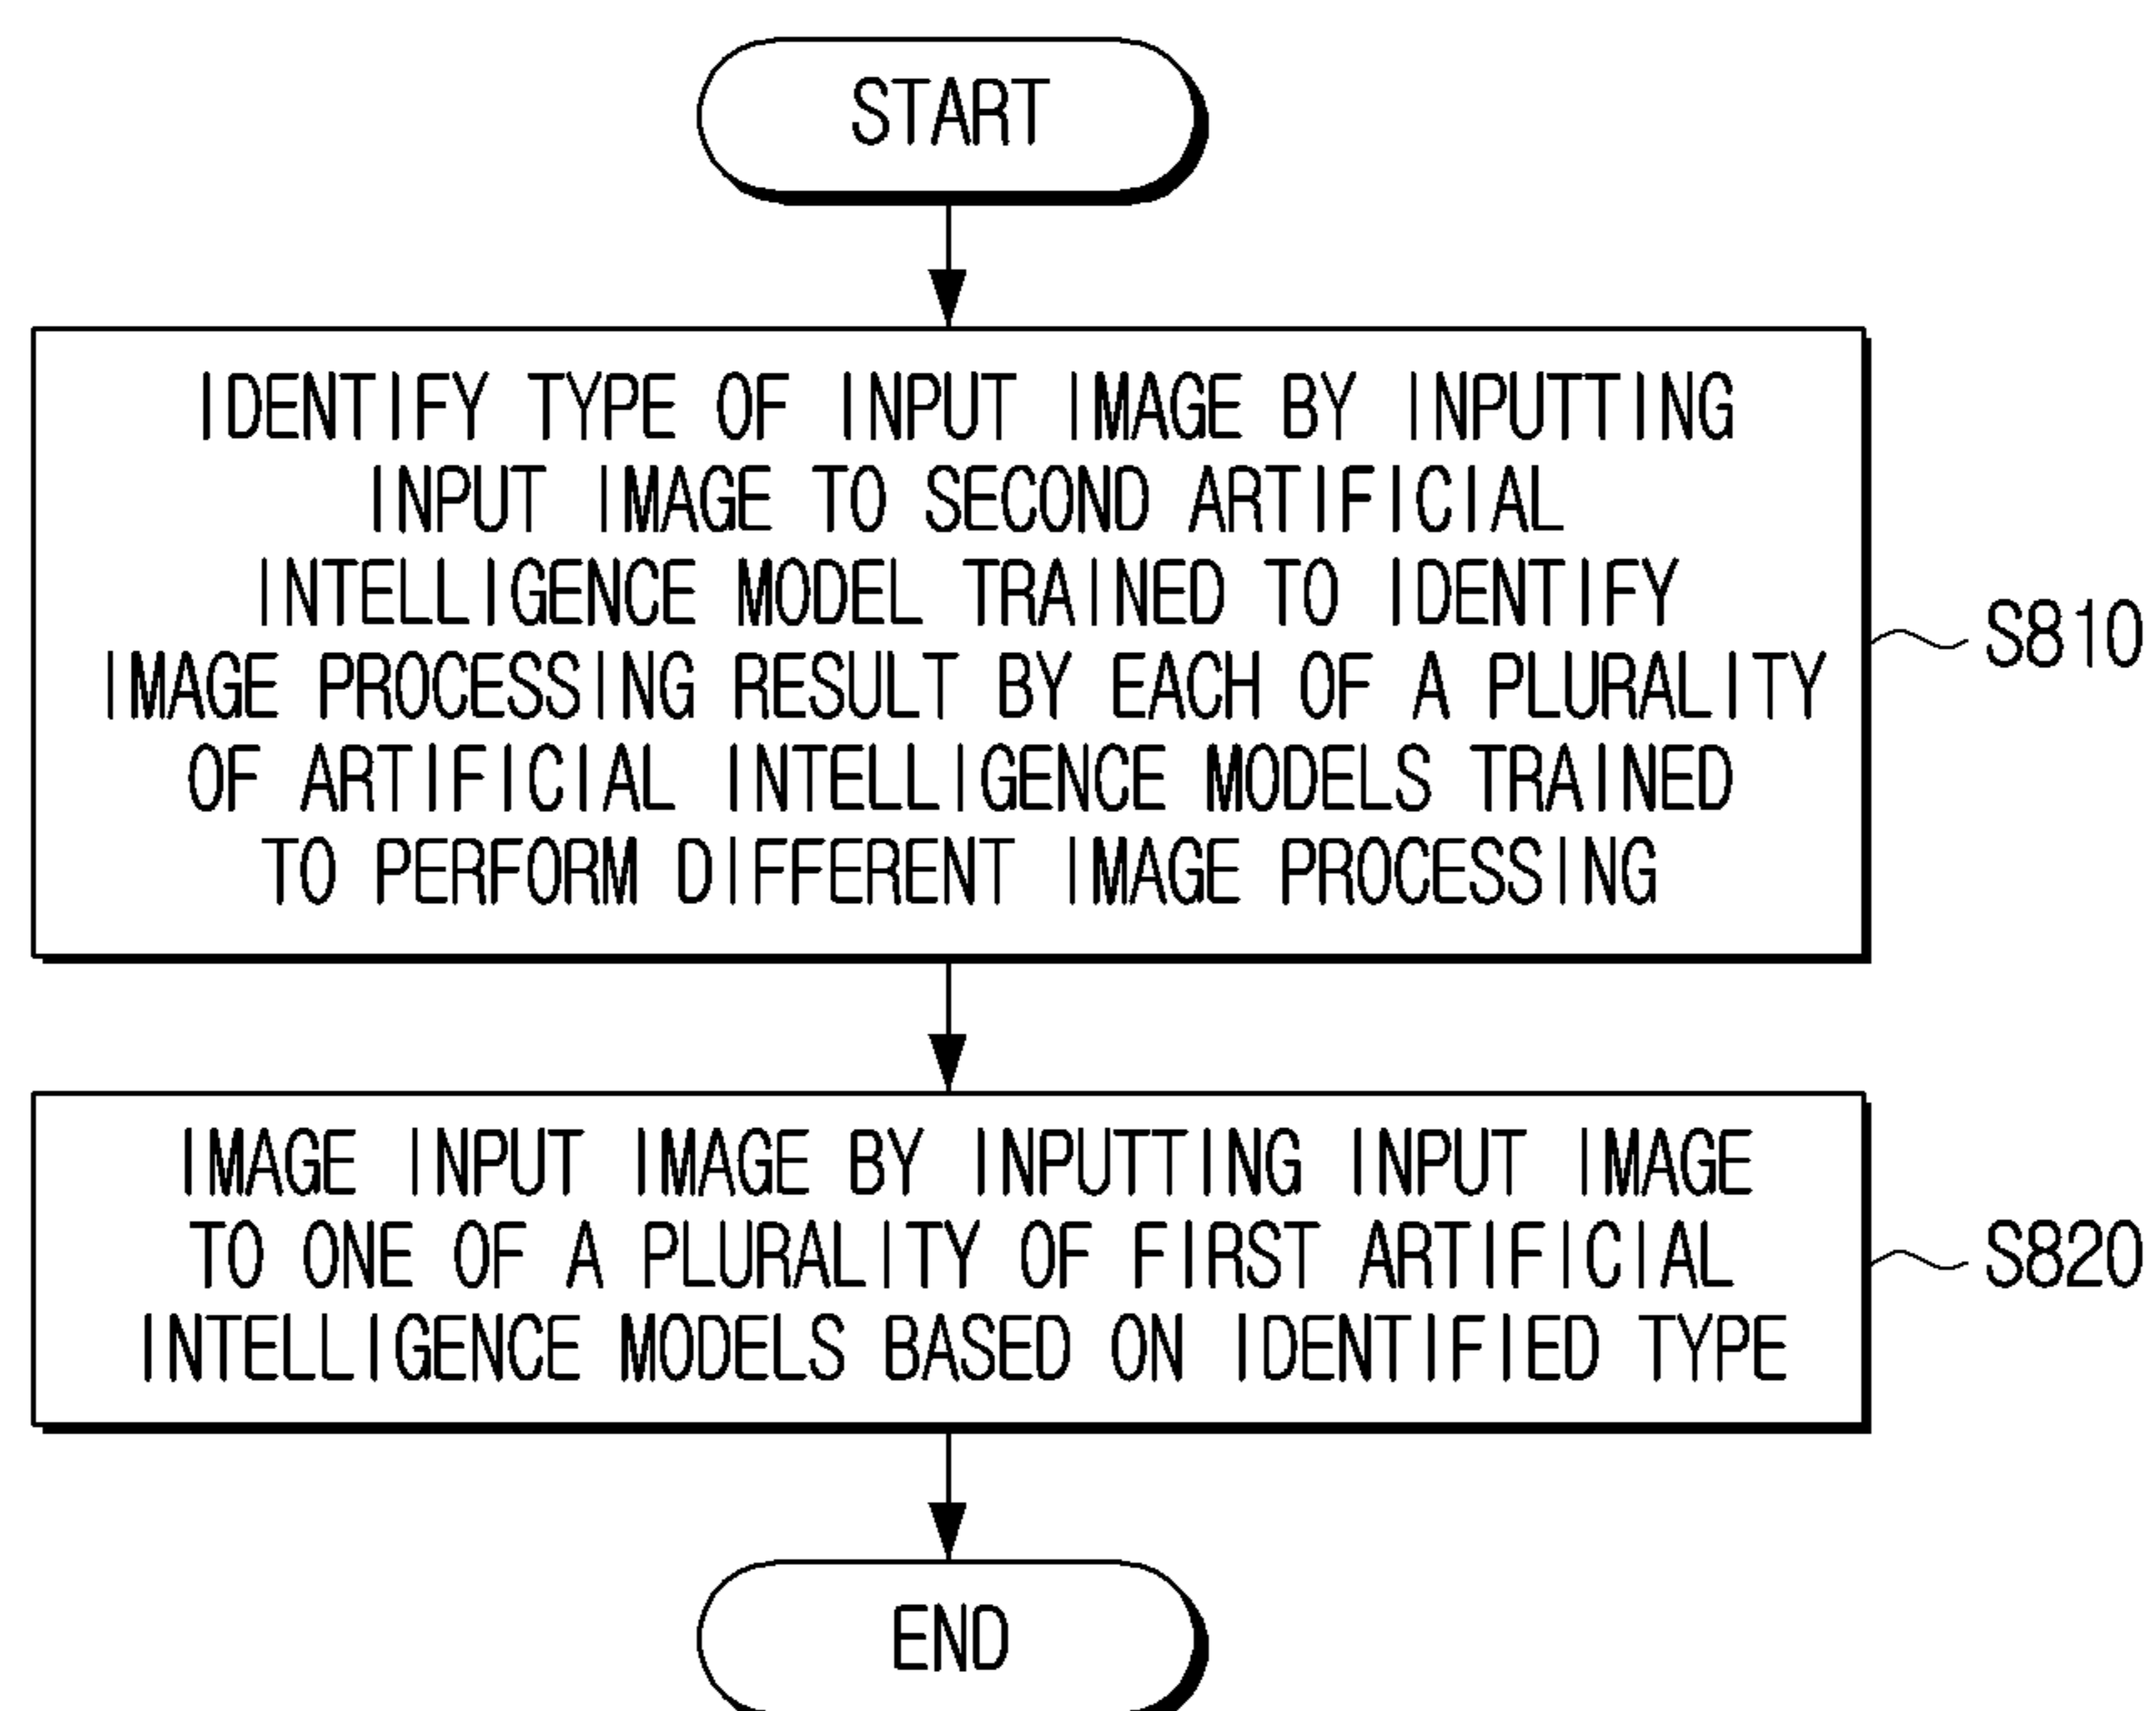 START
IDENTIFY TYPE OF INPUT IMAGE BY INPUTTING
INPUT IMAGE TO SECOND ARTIFICIAL
INTELLIGENCE MODEL TRAINED TO IDENTIFY
IMAGE PROCESSING RESULT BY EACH OF A PLURALITY
OF ARTIFICIAL INTELLIGENCE MODELS TRAINED
TO PERFORM DIFFERENT IMAGE PROCESSING
S810
IMAGE INPUT IMAGE BY INPUTTING INPUT IMAGE
TO ONE OF A PLURALITY OF FIRST ARTIFICIAL
INTELLIGENCE MODELS BASED ON IDENTIFIED TYPE
S820
END